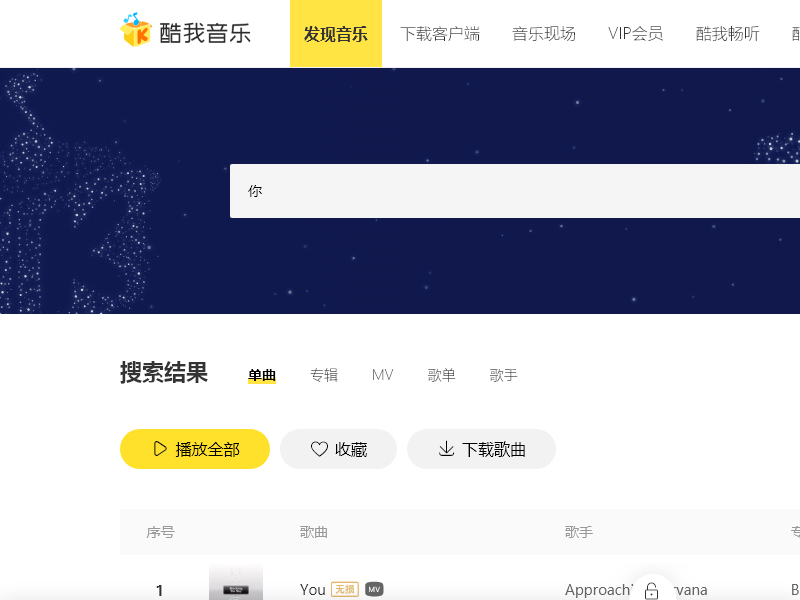 酷我音乐 发现音乐 下载客户端 音乐现场 VIP会员 酷我畅听
你
搜索结果 单曲 专辑 MV 歌单 歌手
播放全部 收藏 下载歌曲
序号 歌曲 歌手
1 You 无损 MV